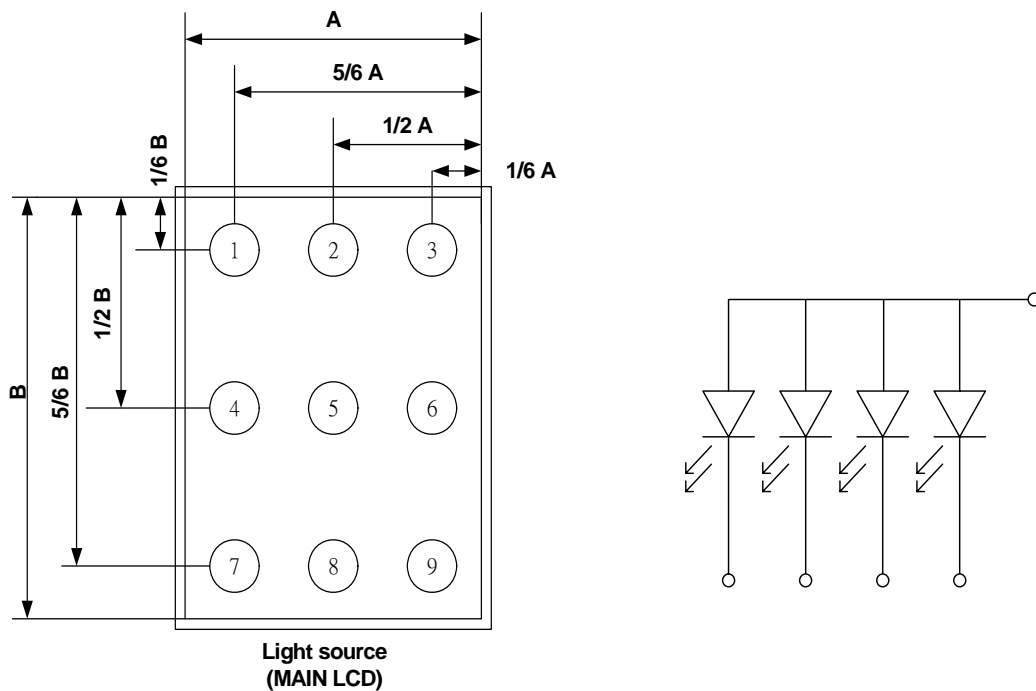 A
5/6 A
1/2 A
1/6 A
1/6 B
1/2 B
5/6 B
B
1 2 3
4 5 6
7 8 9
Light source
(MAIN LCD)